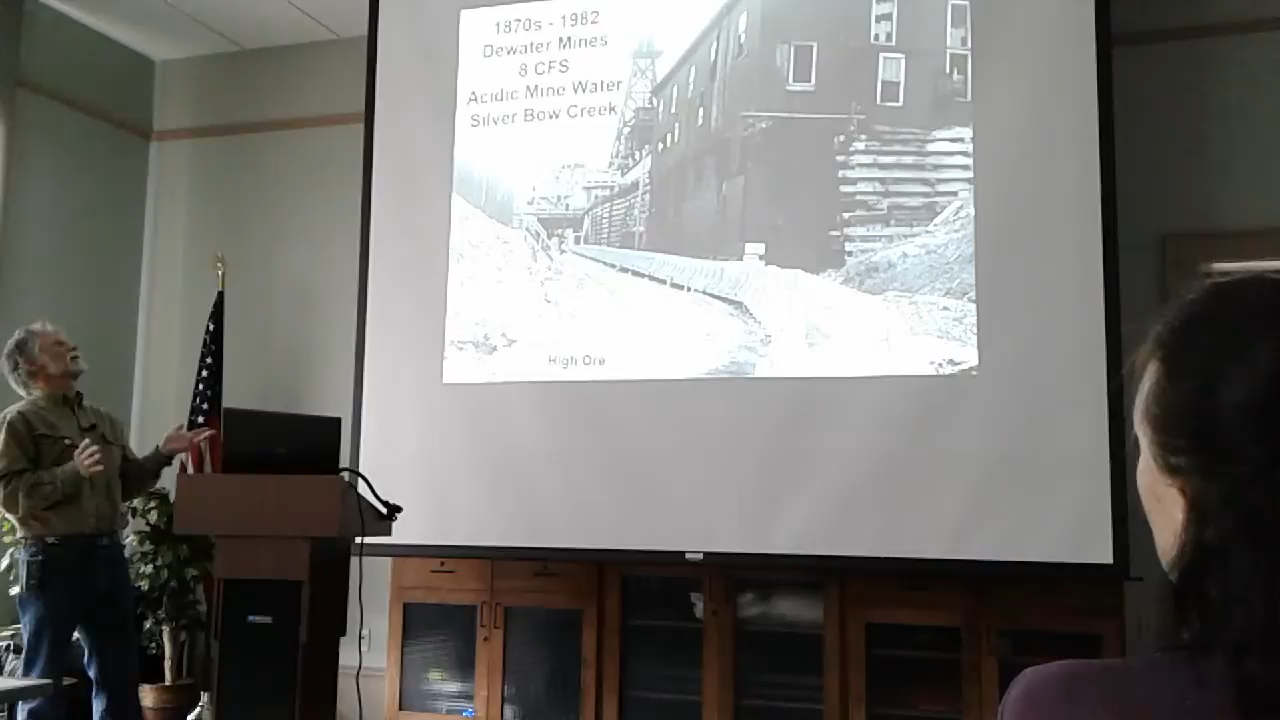 1870s - 1982
Dewater Mines
8 CFS
Acidic Mine Water
Silver Bow Creek
High Ore